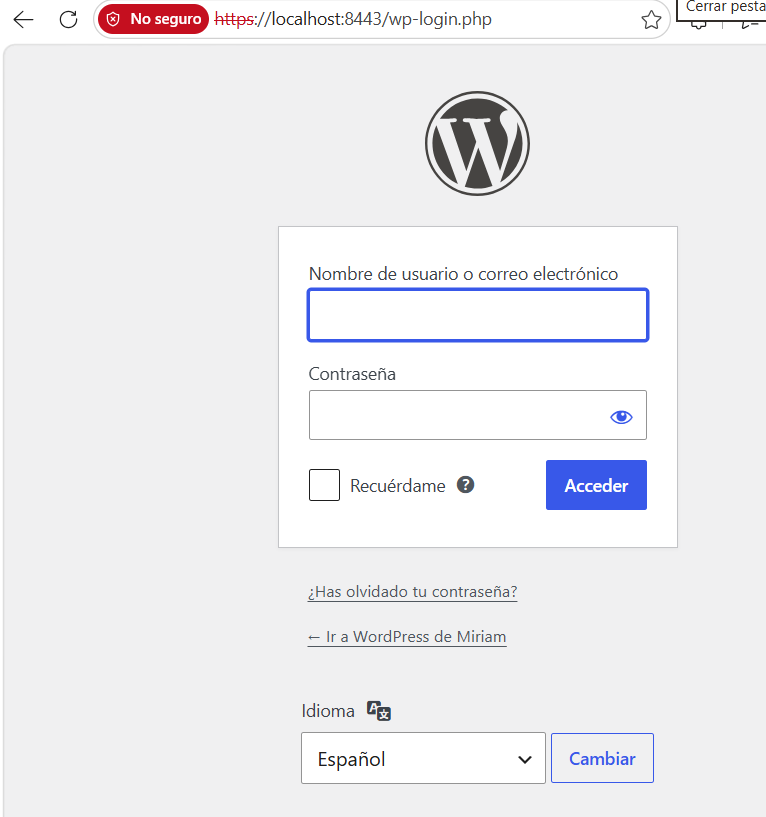 No seguro https://localhost:8443/wp-login.php
Cerrar pesta
Nombre de usuario o correo electrónico
Contraseña
Recuérdame ?
Acceder
¿Has olvidado tu contraseña?
← Ir a WordPress de Miriam
Idioma
Español
Cambiar